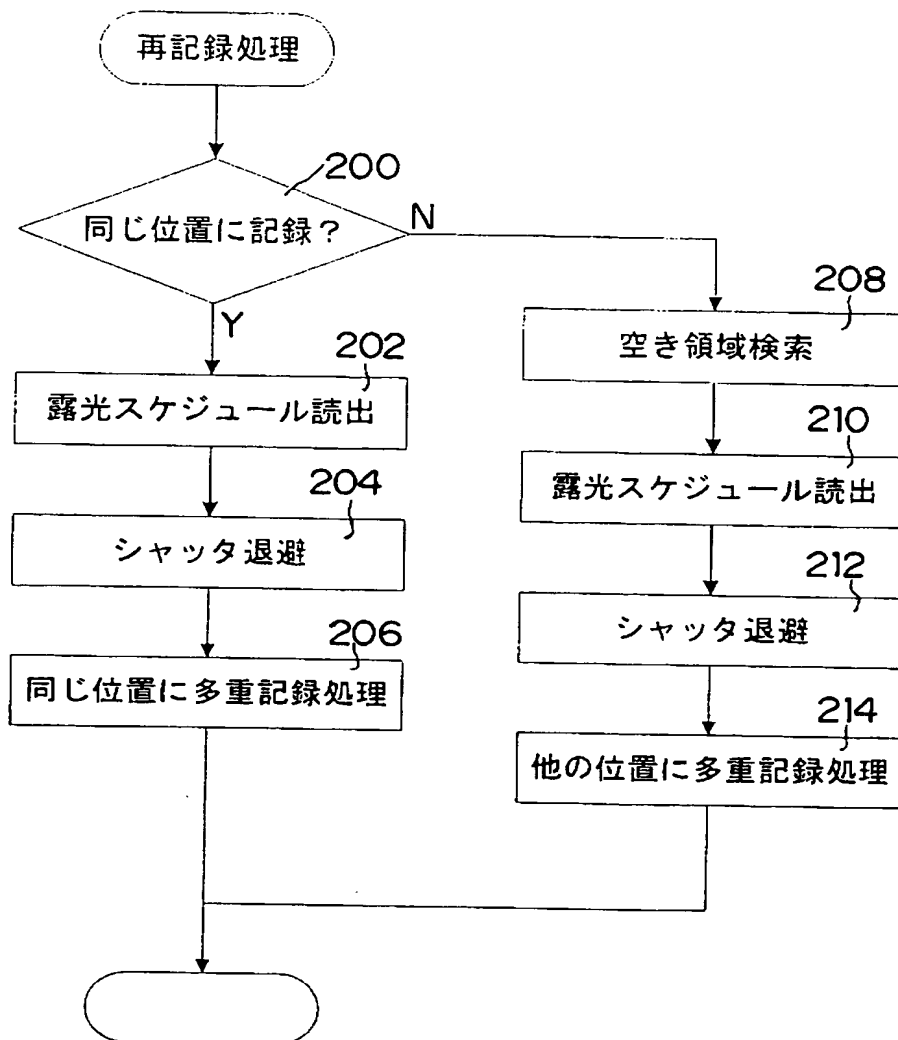 再記録処理
200
同じ位置に記録？
N
Y
202
露光スケジュール読出
204
シャッタ退避
206
同じ位置に多重記録処理
208
空き領域検索
210
露光スケジュール読出
212
シャッタ退避
214
他の位置に多重記録処理